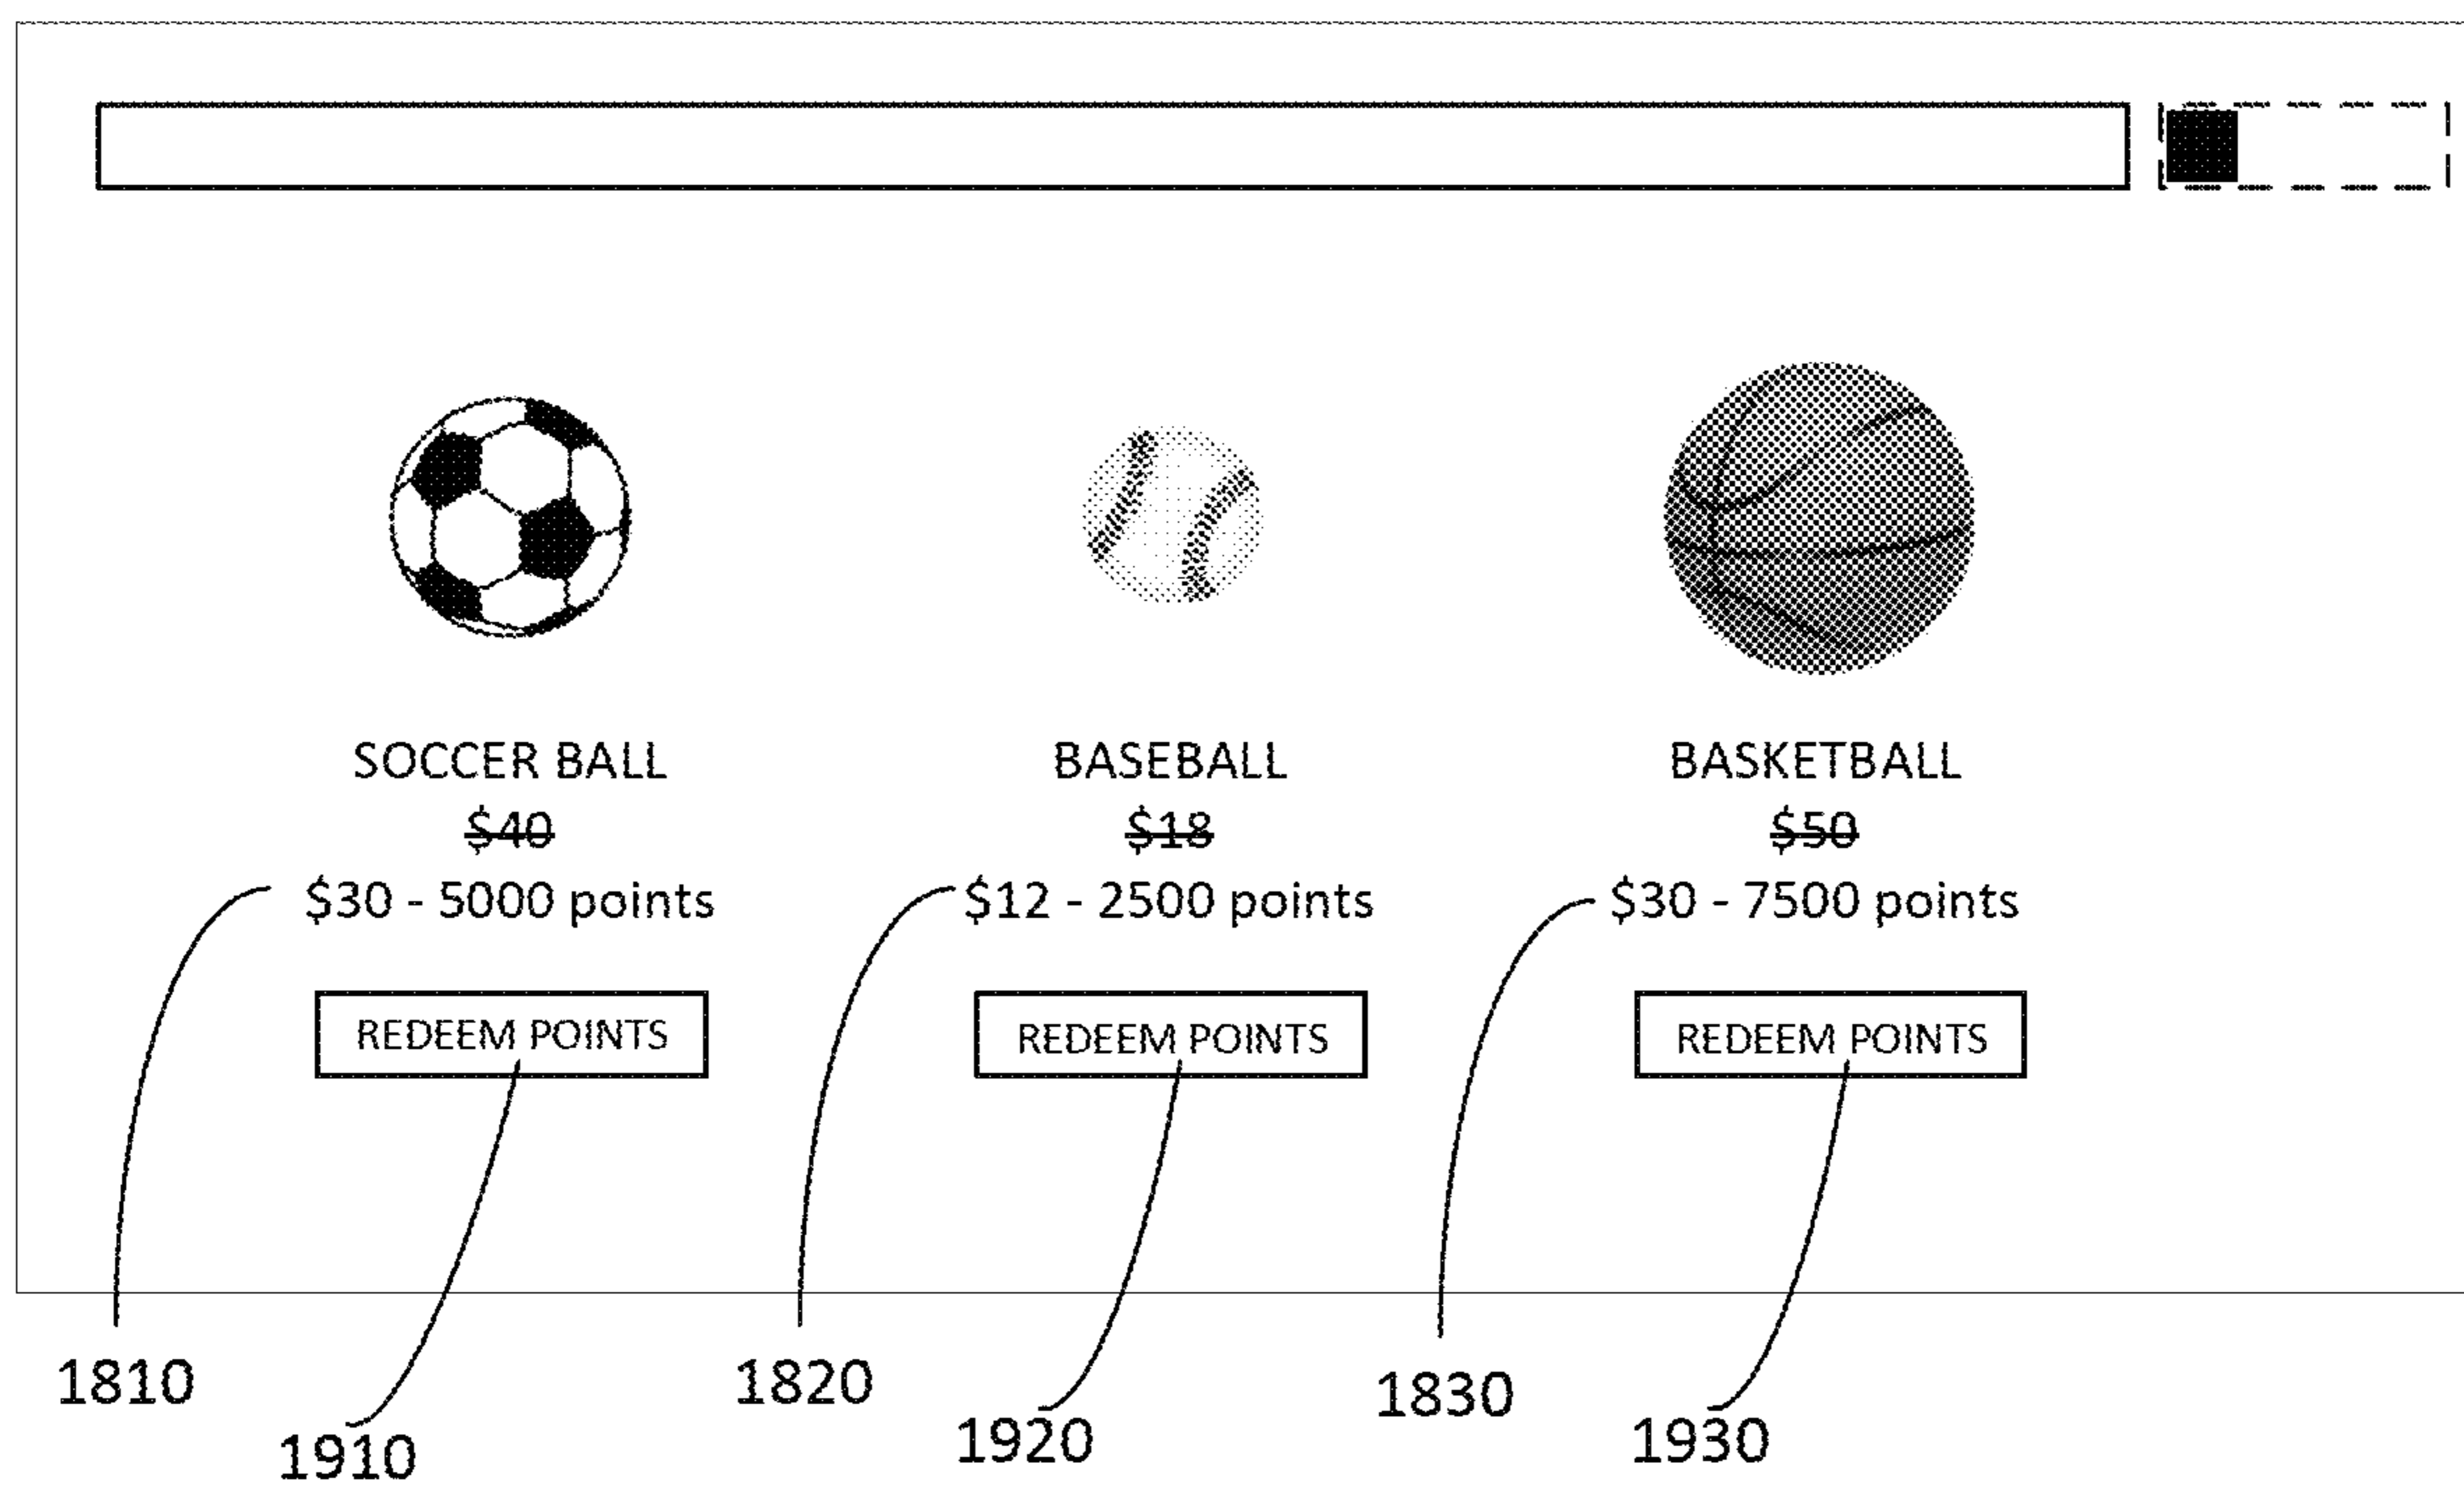 SOCCER BALL
$40
$30 - 5000 points
REDEEM POINTS
BASEBALL
$18
$12 - 2500 points
REDEEM POINTS
BASKETBALL
$50
$30 - 7500 points
REDEEM POINTS
1810
1910
1820
1920
1830
1930